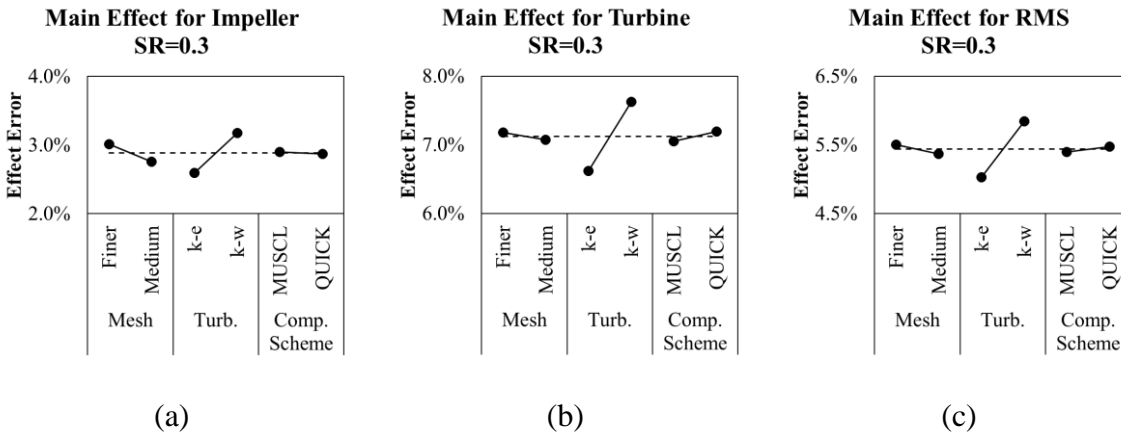 Main Effect for Impeller
SR=0.3
Effect Error
4.0%
3.0%
2.0%
Finer
Medium
k-e
k-w
MUSCL
QUICK
Mesh
Turb.
Comp.
Scheme
(a)
Main Effect for Turbine
SR=0.3
Effect Error
8.0%
7.0%
6.0%
Finer
Medium
k-e
k-w
MUSCL
QUICK
Mesh
Turb.
Comp.
Scheme
(b)
Main Effect for RMS
SR=0.3
Effect Error
6.5%
5.5%
4.5%
Finer
Medium
k-e
k-w
MUSCL
QUICK
Mesh
Turb.
Comp.
Scheme
(c)